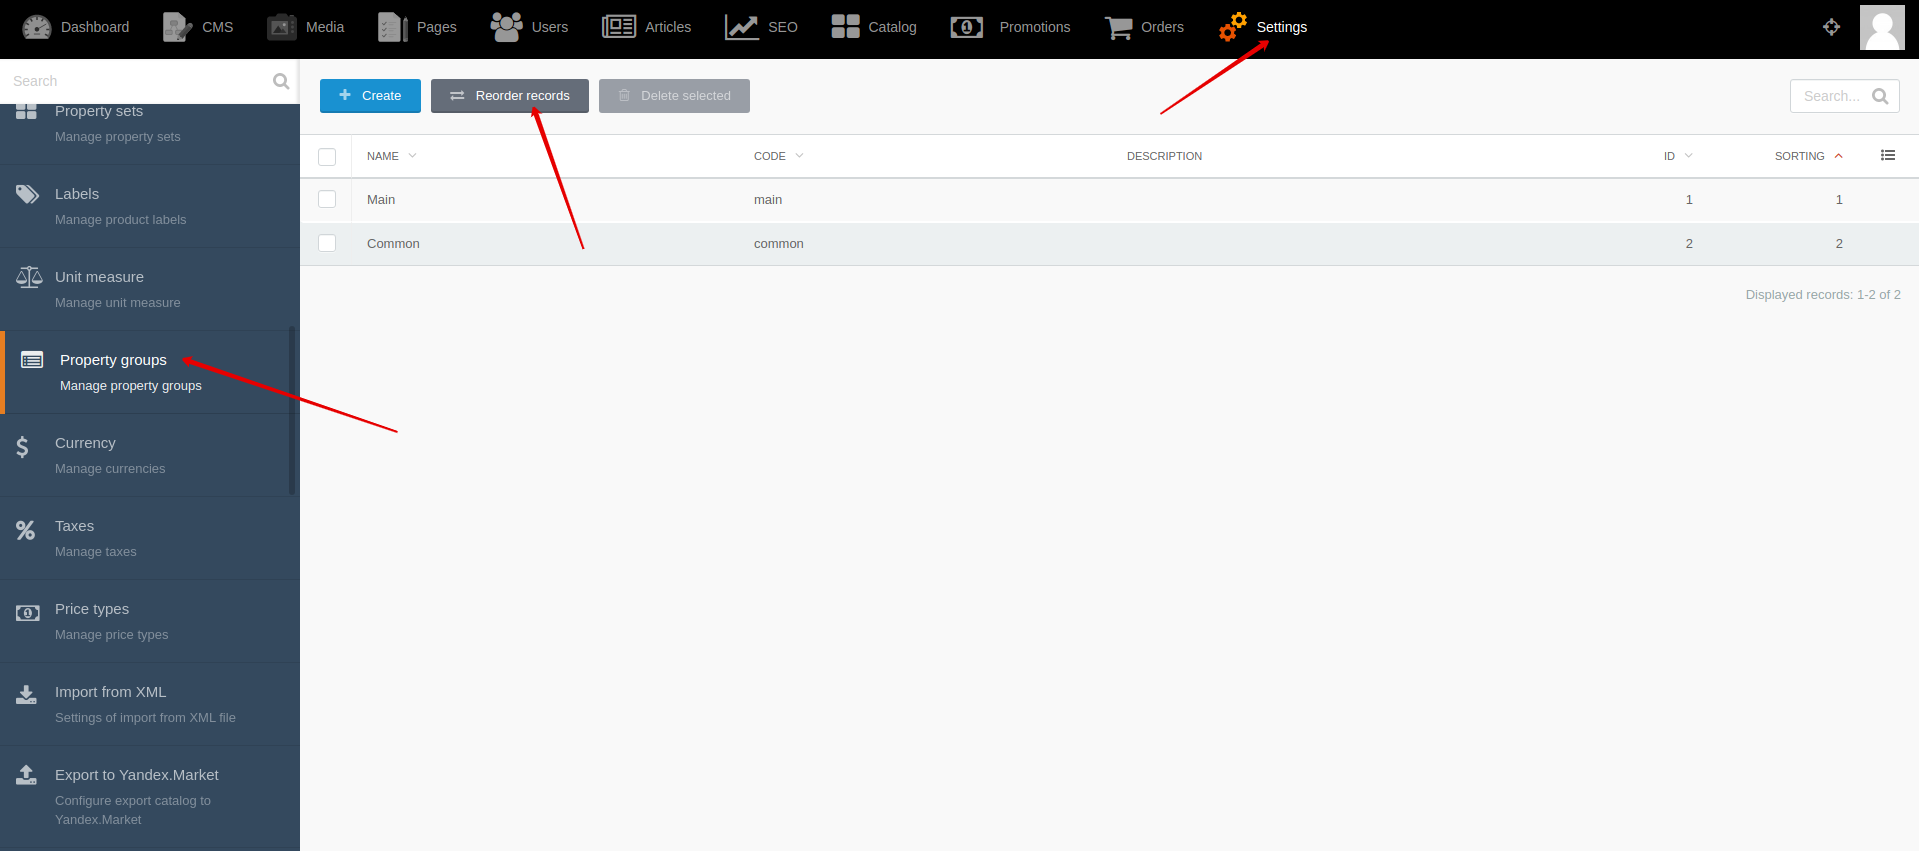 Dashboard CMS Media Pages Users Articles SEO Catalog Promotions Orders Settings
Search
Property sets
Manage property sets
Labels
Manage product labels
Unit measure
Manage unit measure
Property groups
Manage property groups
Currency
Manage currencies
Taxes
Manage taxes
Price types
Manage price types
Import from XML
Settings of import from XML file
Export to Yandex.Market
Configure export catalog to
Yandex.Market
Create Reorder records Delete selected Search...
NAME CODE DESCRIPTION ID SORTING
Main main 1 1
Common common 2 2
Displayed records: 1-2 of 2